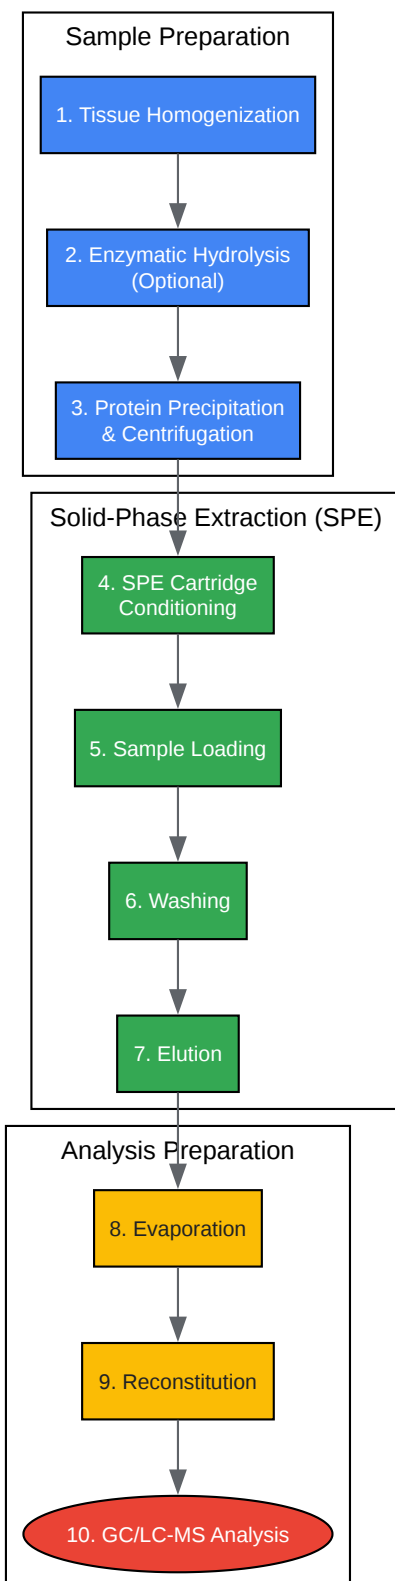 Sample Preparation
1. Tissue Homogenization
2. Enzymatic Hydrolysis
(Optional)
3. Protein Precipitation
& Centrifugation
Solid-Phase Extraction (SPE)
4. SPE Cartridge
Conditioning
5. Sample Loading
6. Washing
7. Elution
Analysis Preparation
8. Evaporation
9. Reconstitution
10. GC/LC-MS Analysis